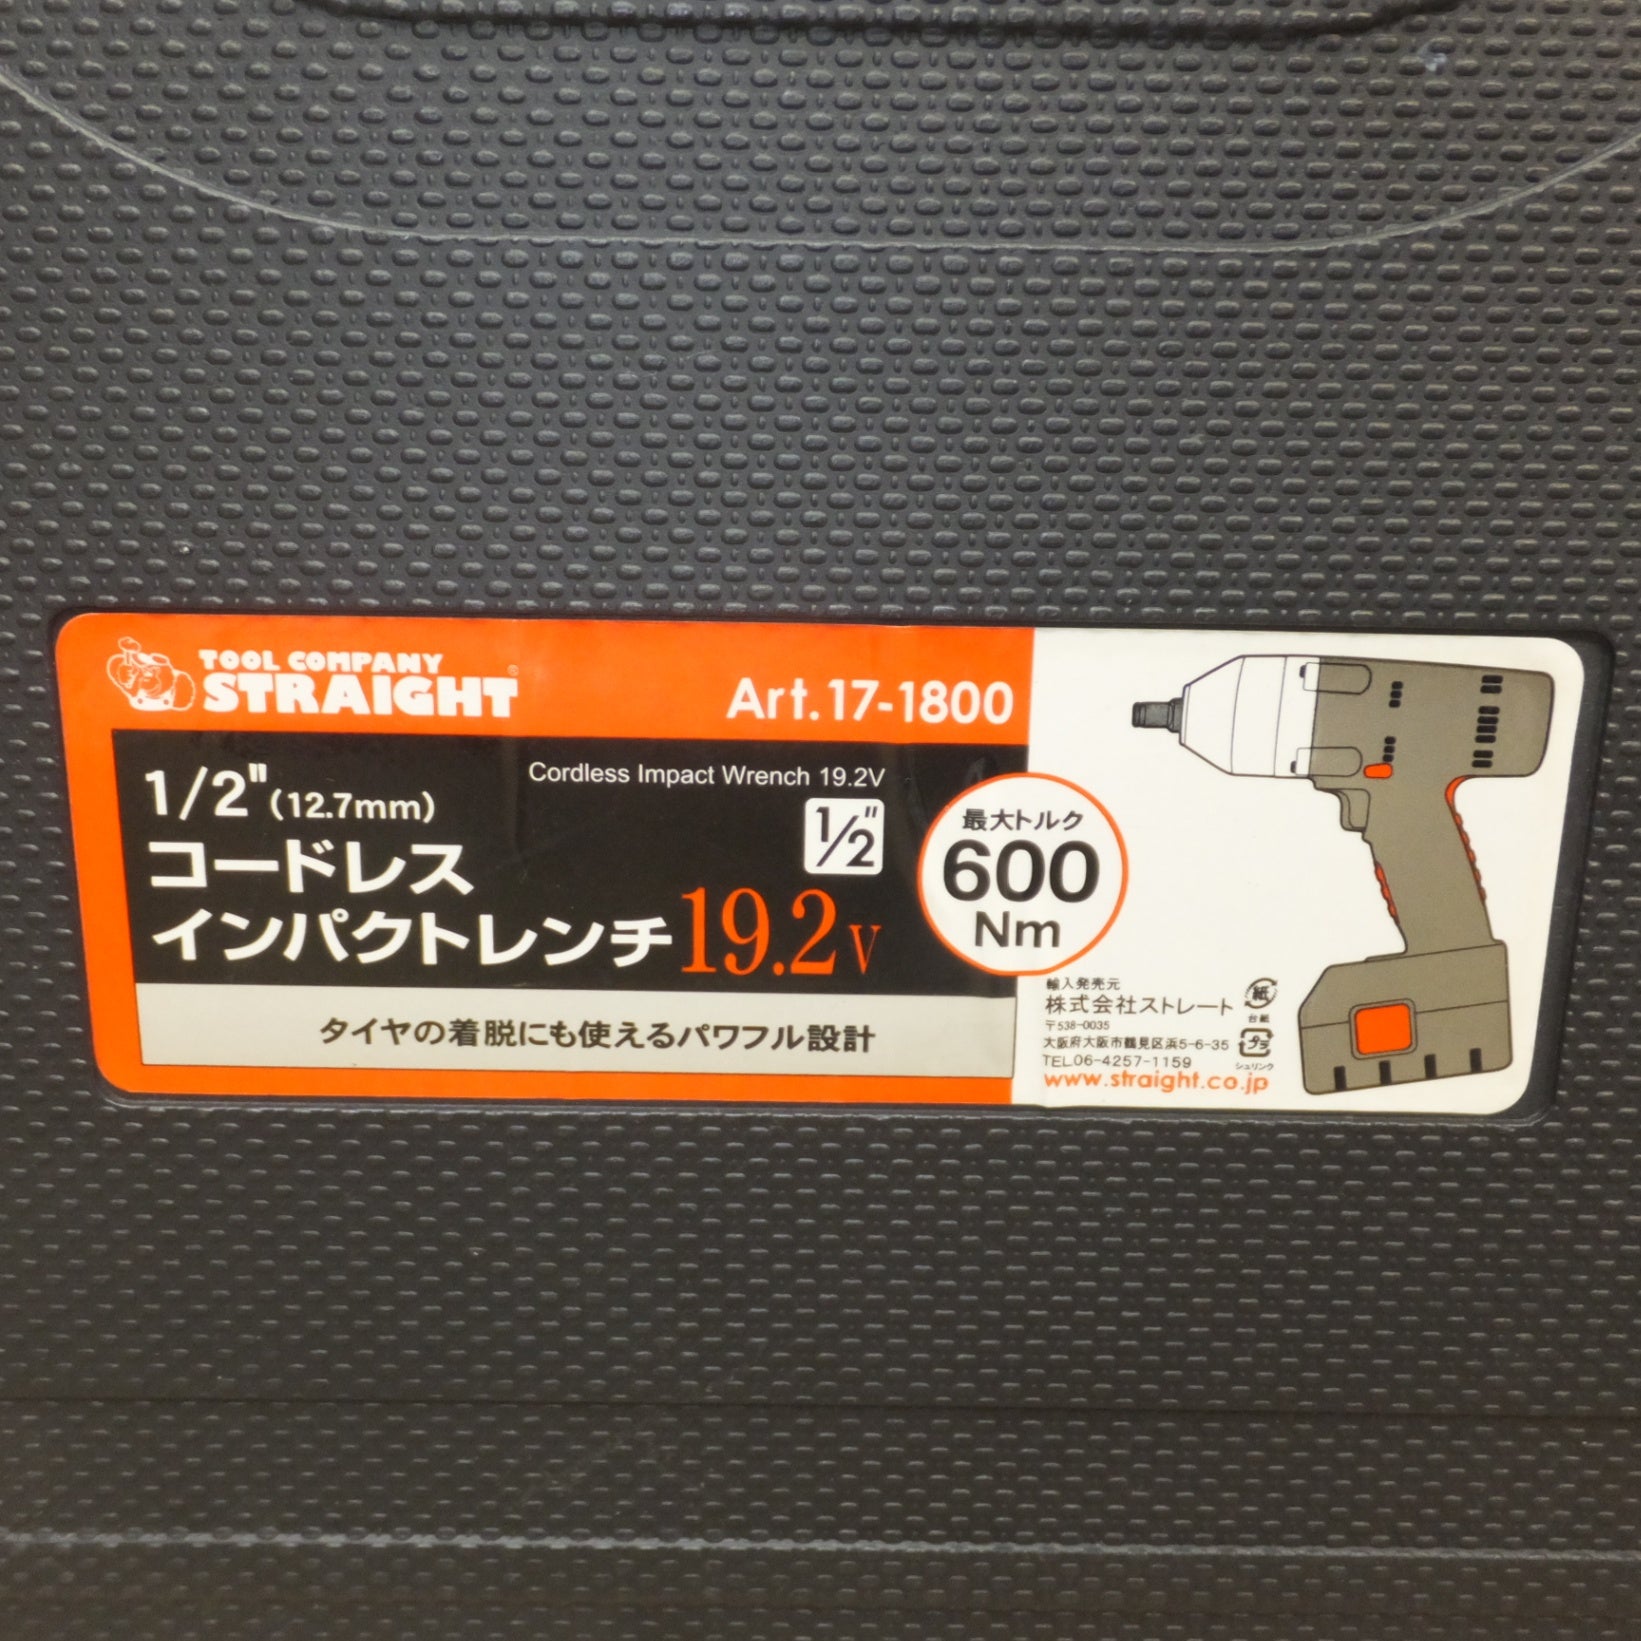 TOOL COMPANY
STRAIGHT®
Art.17-1800
Cordless Impact Wrench 19.2V
1/2"(12.7mm)
1/2"
コードレス
インパクトレンチ19.2V
タイヤの着脱にも使えるパワフル設計
最大トルク
600
Nm
輸入発売元
株式会社ストレート
〒538-0035
大阪府大阪市鶴見区浜5-6-35
TEL06-4257-1159
www.straight.co.jp
紙
台紙
プラ
シュリンク